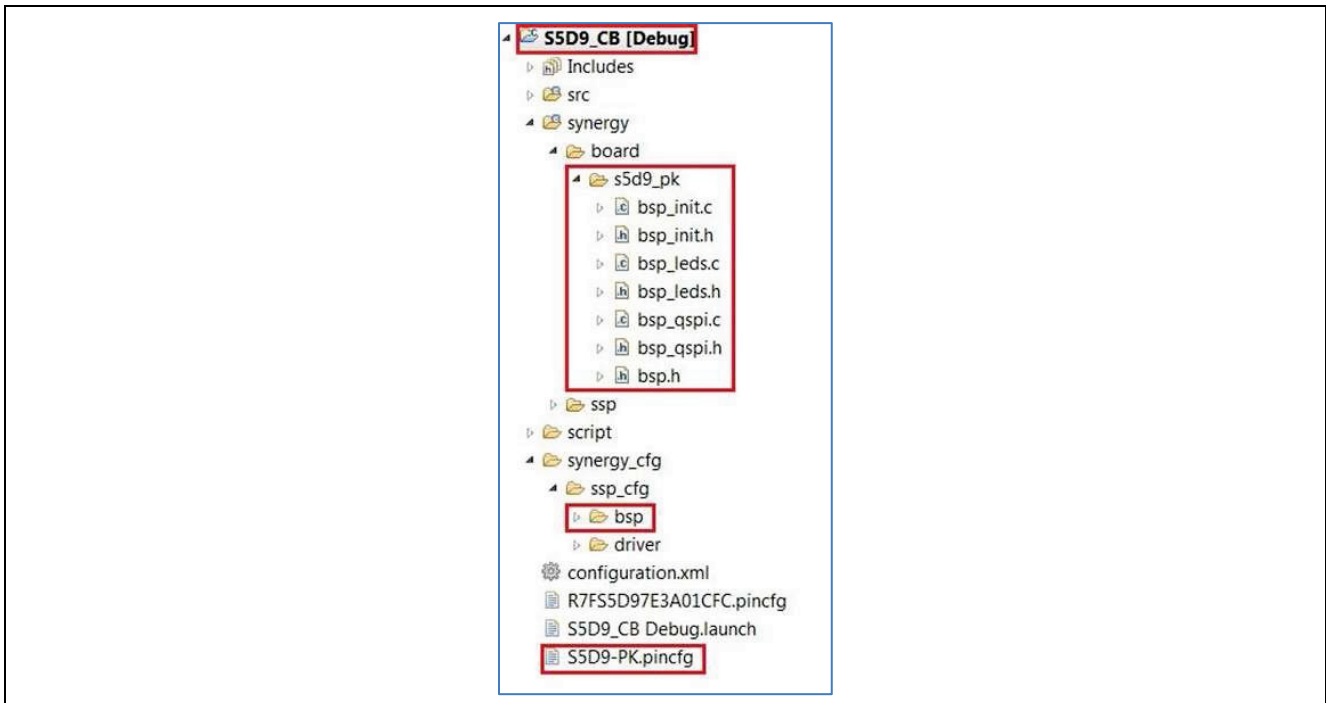 S5D9_CB [Debug]
Includes
src
synergy
board
s5d9_pk
bsp_init.c
bsp_init.h
bsp_leds.c
bsp_leds.h
bsp_qspi.c
bsp_qspi.h
bsp.h
ssp
script
synergy_cfg
ssp_cfg
bsp
driver
configuration.xml
R7FS5D97E3A01CFC.pincfg
S5D9_CB Debug.launch
S5D9-PK.pincfg